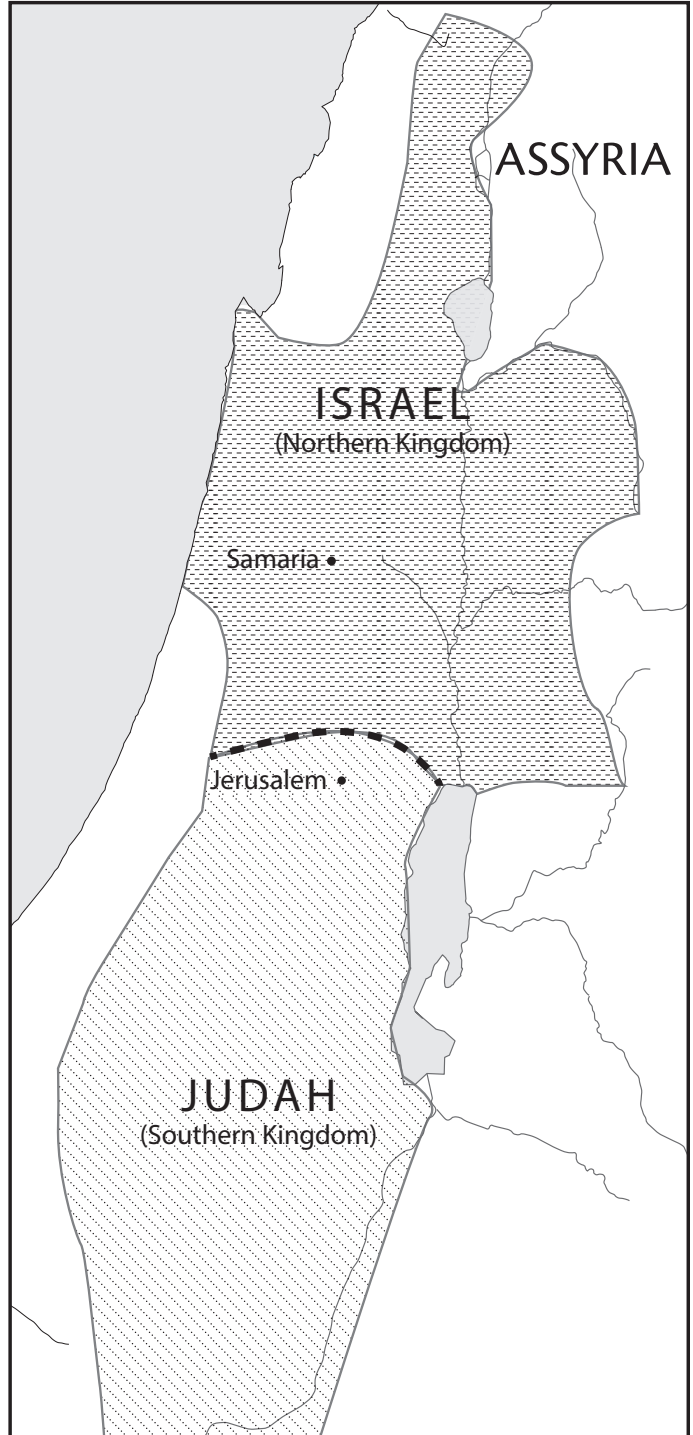 ASSYRIA
ISRAEL
(Northern Kingdom)
Samaria
Jerusalem
JUDAH
(Southern Kingdom)